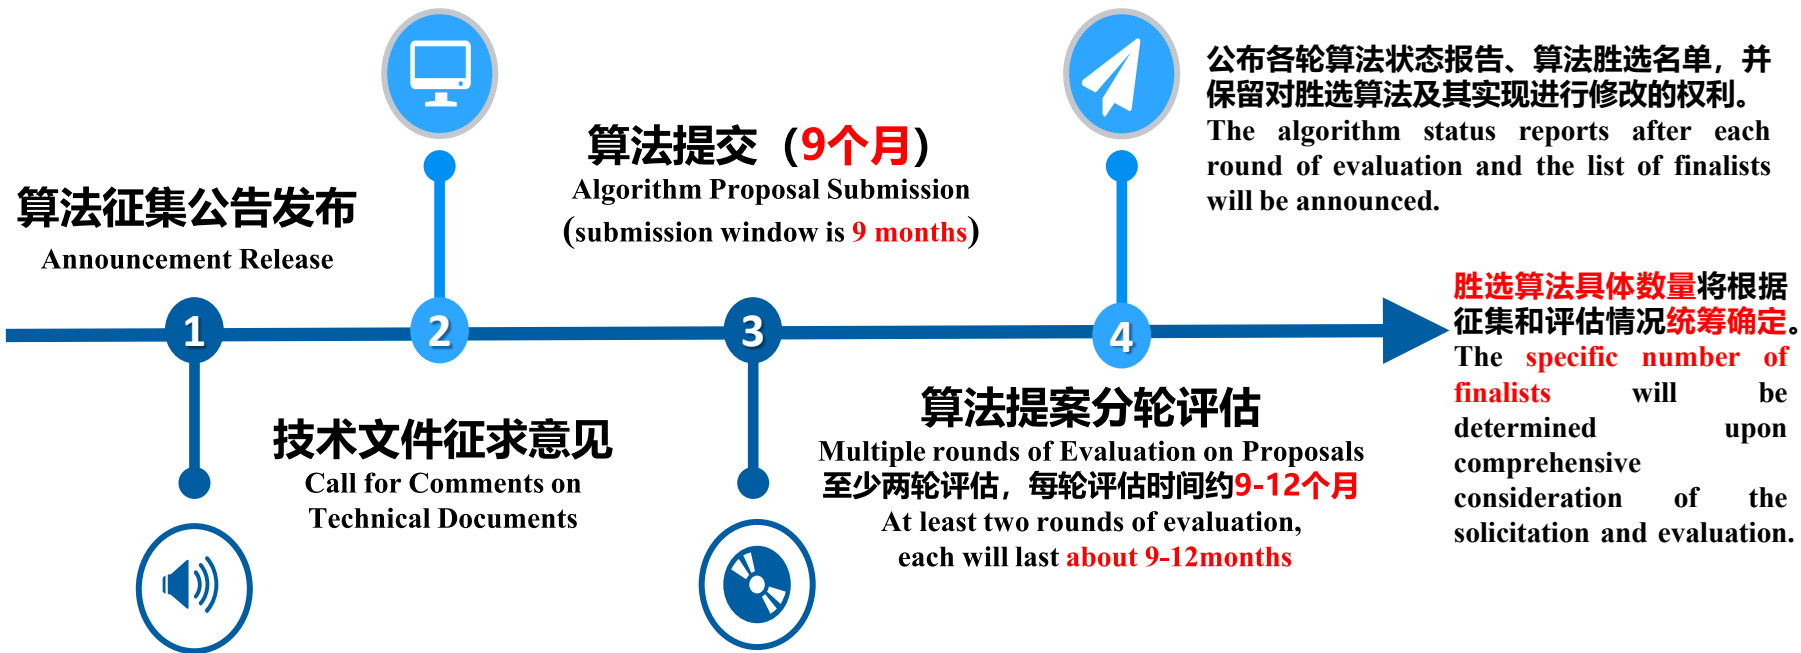 算法征集公告发布
Announcement Release
1
2
技术文件征求意见
Call for Comments on
Technical Documents
算法提交（9个月）
Algorithm Proposal Submission
(submission window is 9 months)
3
4
算法提案分轮评估
Multiple rounds of Evaluation on Proposals
至少两轮评估，每轮评估时间约9-12个月
At least two rounds of evaluation,
each will last about 9-12months
公布各轮算法状态报告、算法胜选名单，并
保留对胜选算法及其实现进行修改的权利。
The algorithm status reports after each
round of evaluation and the list of finalists
will be announced.
胜选算法具体数量将根据
征集和评估情况统筹确定。
The specific number of
finalists will be
determined upon
comprehensive
consideration of the
solicitation and evaluation.